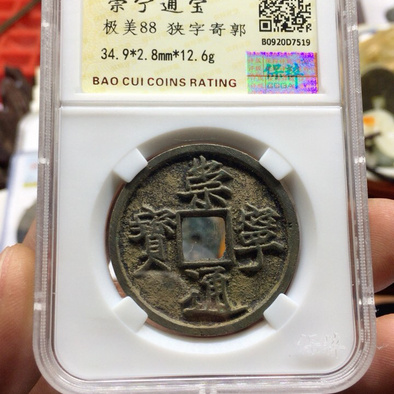 崇宁通宝
极美88 狭字寄郭
34.9*2.8mm*12.6g
B0920D7519
保粹
BAO CUI COINS RATING
崇
寳 寧
通